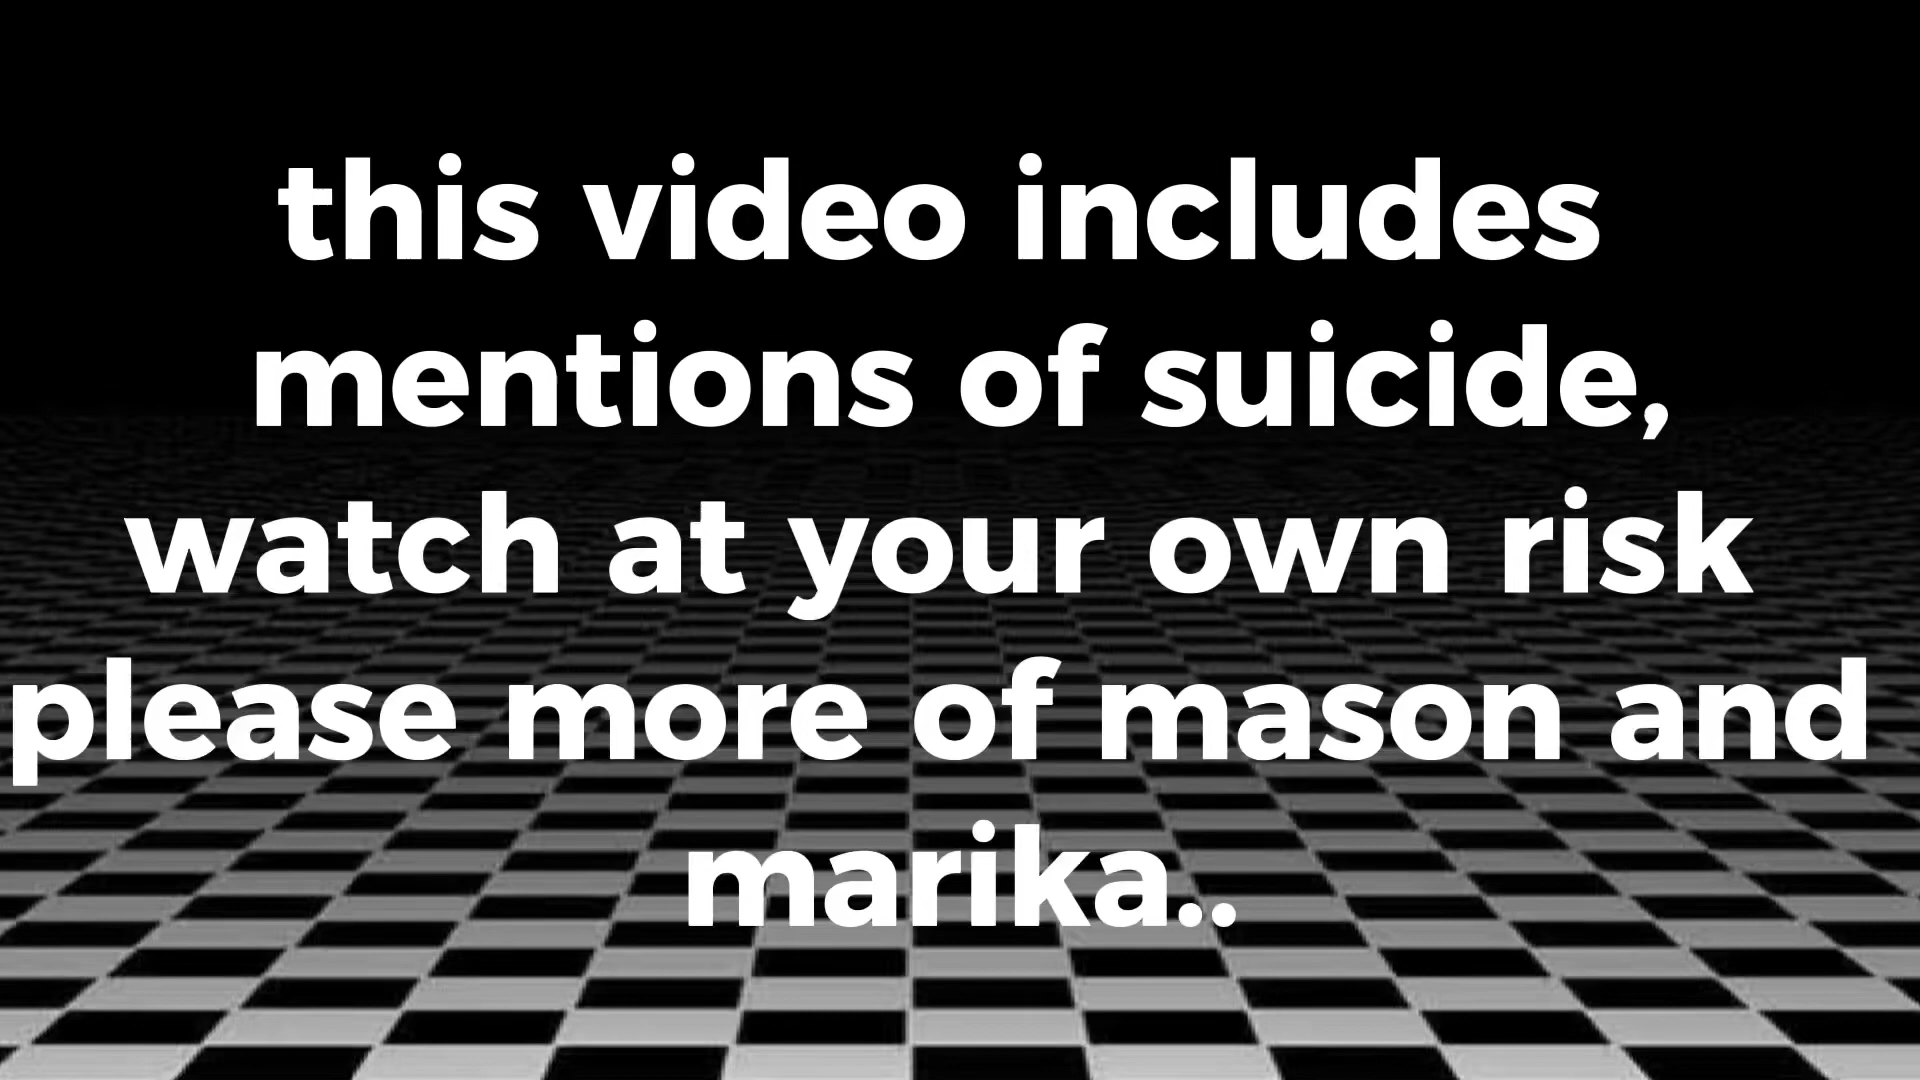 this video includes
mentions of suicide,
watch at your own risk
please more of mason and
marika..